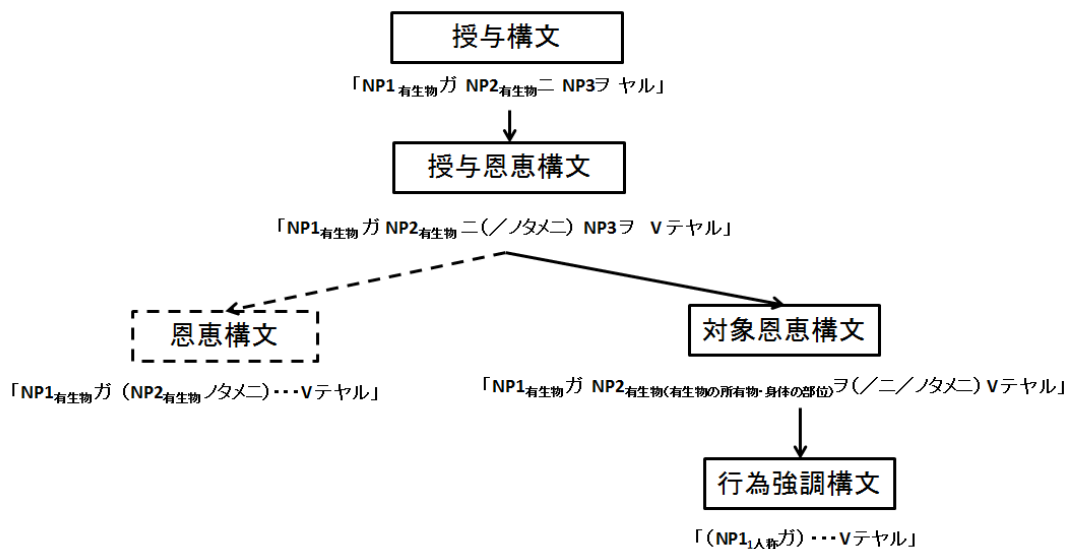 授与構文
「NP1有生物ガ NP2有生物ニ NP3ヲ ヤル」
授与恩恵構文
「NP1有生物ガ NP2有生物ニ(/ノタメニ) NP3ヲ Vテヤル」
恩恵構文
対象恩恵構文
「NP1有生物ガ (NP2有生物ノタメニ)・・・Vテヤル」
「NP1有生物ガ NP2有生物(有生物の所有物・身体の部位)ヲ(/ニ/ノタメニ) Vテヤル」
行為強調構文
「(NP11人称ガ)・・・Vテヤル」